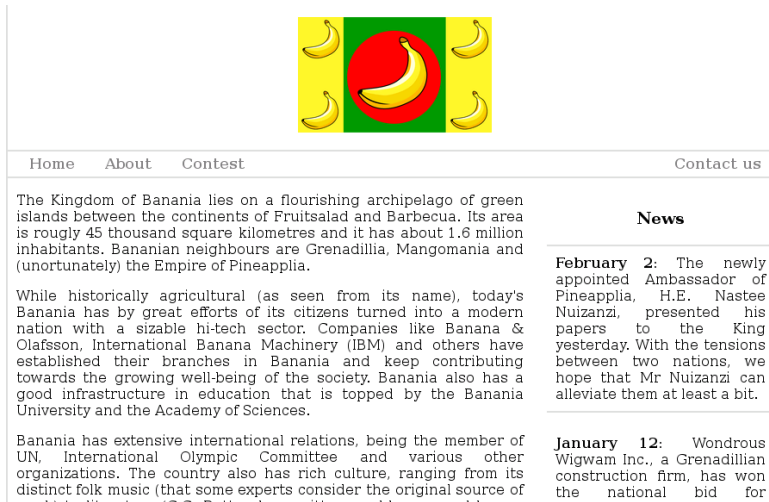 Home About Contest Contact us
The Kingdom of Banania lies on a flourishing archipelago of green
islands between the continents of Fruitsalad and Barbecua. Its area
is rougly 45 thousand square kilometres and it has about 1.6 million
inhabitants. Bananian neighbours are Grenadillia, Mangomania and
(unortunately) the Empire of Pineapplia.
While historically agricultural (as seen from its name), today's
Banania has by great efforts of its citizens turned into a modern
nation with a sizable hi-tech sector. Companies like Banana &
Olafsson, International Banana Machinery (IBM) and others have
established their branches in Banania and keep contributing
towards the growing well-being of the society. Banania also has a
good infrastructure in education that is topped by the Banania
University and the Academy of Sciences.
Banania has extensive international relations, being the member of
UN, International Olympic Committee and various other
organizations. The country also has rich culture, ranging from its
distinct folk music (that some experts consider the original source of
News
February 2: The newly
appointed Ambassador of
Pineapplia, H.E. Nastee
Nuizanzi, presented his
papers to the King
yesterday. With the tensions
between two nations, we
hope that Mr Nuizanzi can
alleviate them at least a bit.
January 12: Wondrous
Wigwam Inc., a Grenadillian
construction firm, has won
the national bid for